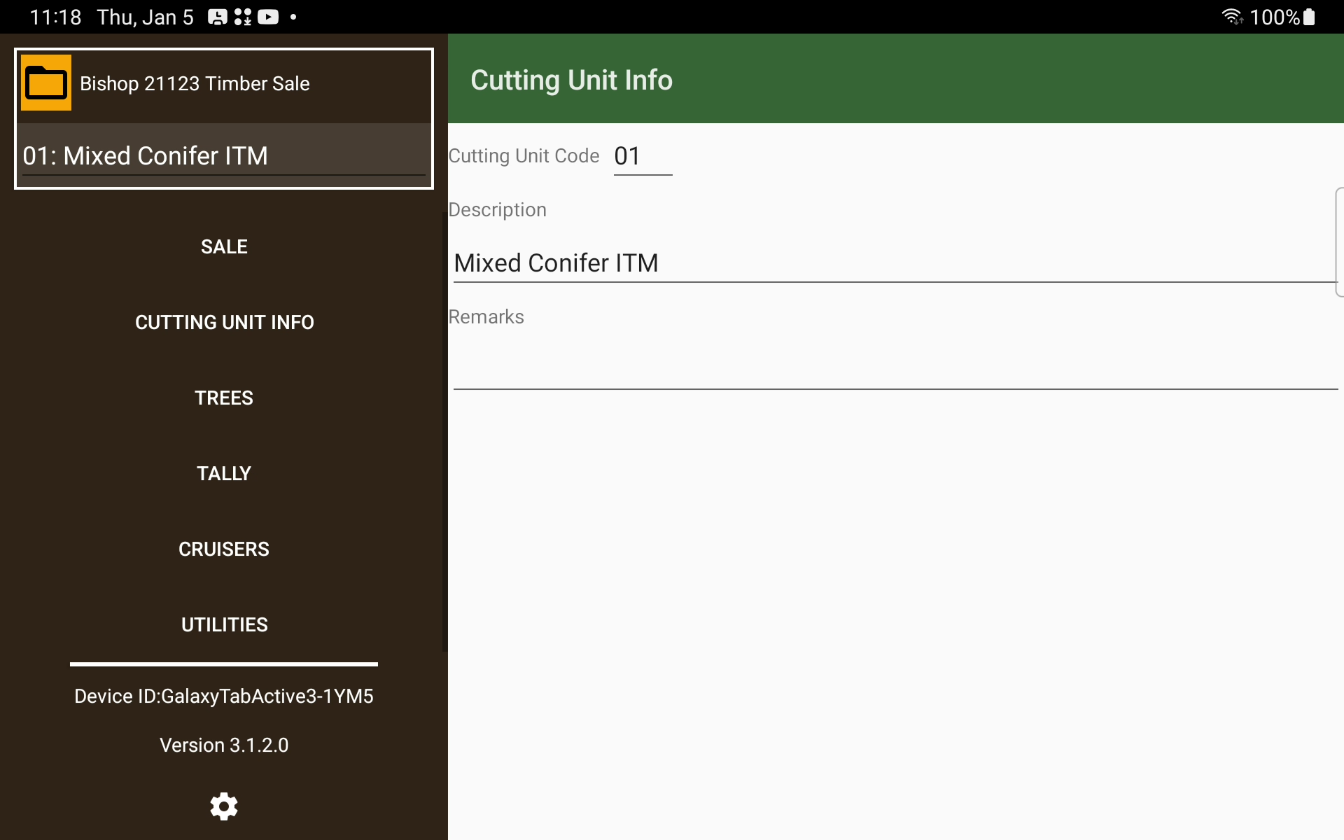 11:18 Thu, Jan 5
100%
Bishop 21123 Timber Sale
01: Mixed Conifer ITM
SALE
CUTTING UNIT INFO
TREES
TALLY
CRUISERS
UTILITIES
Device ID:GalaxyTabActive3-1YM5
Version 3.1.2.0
Cutting Unit Info
Cutting Unit Code 01
Description
Mixed Conifer ITM
Remarks